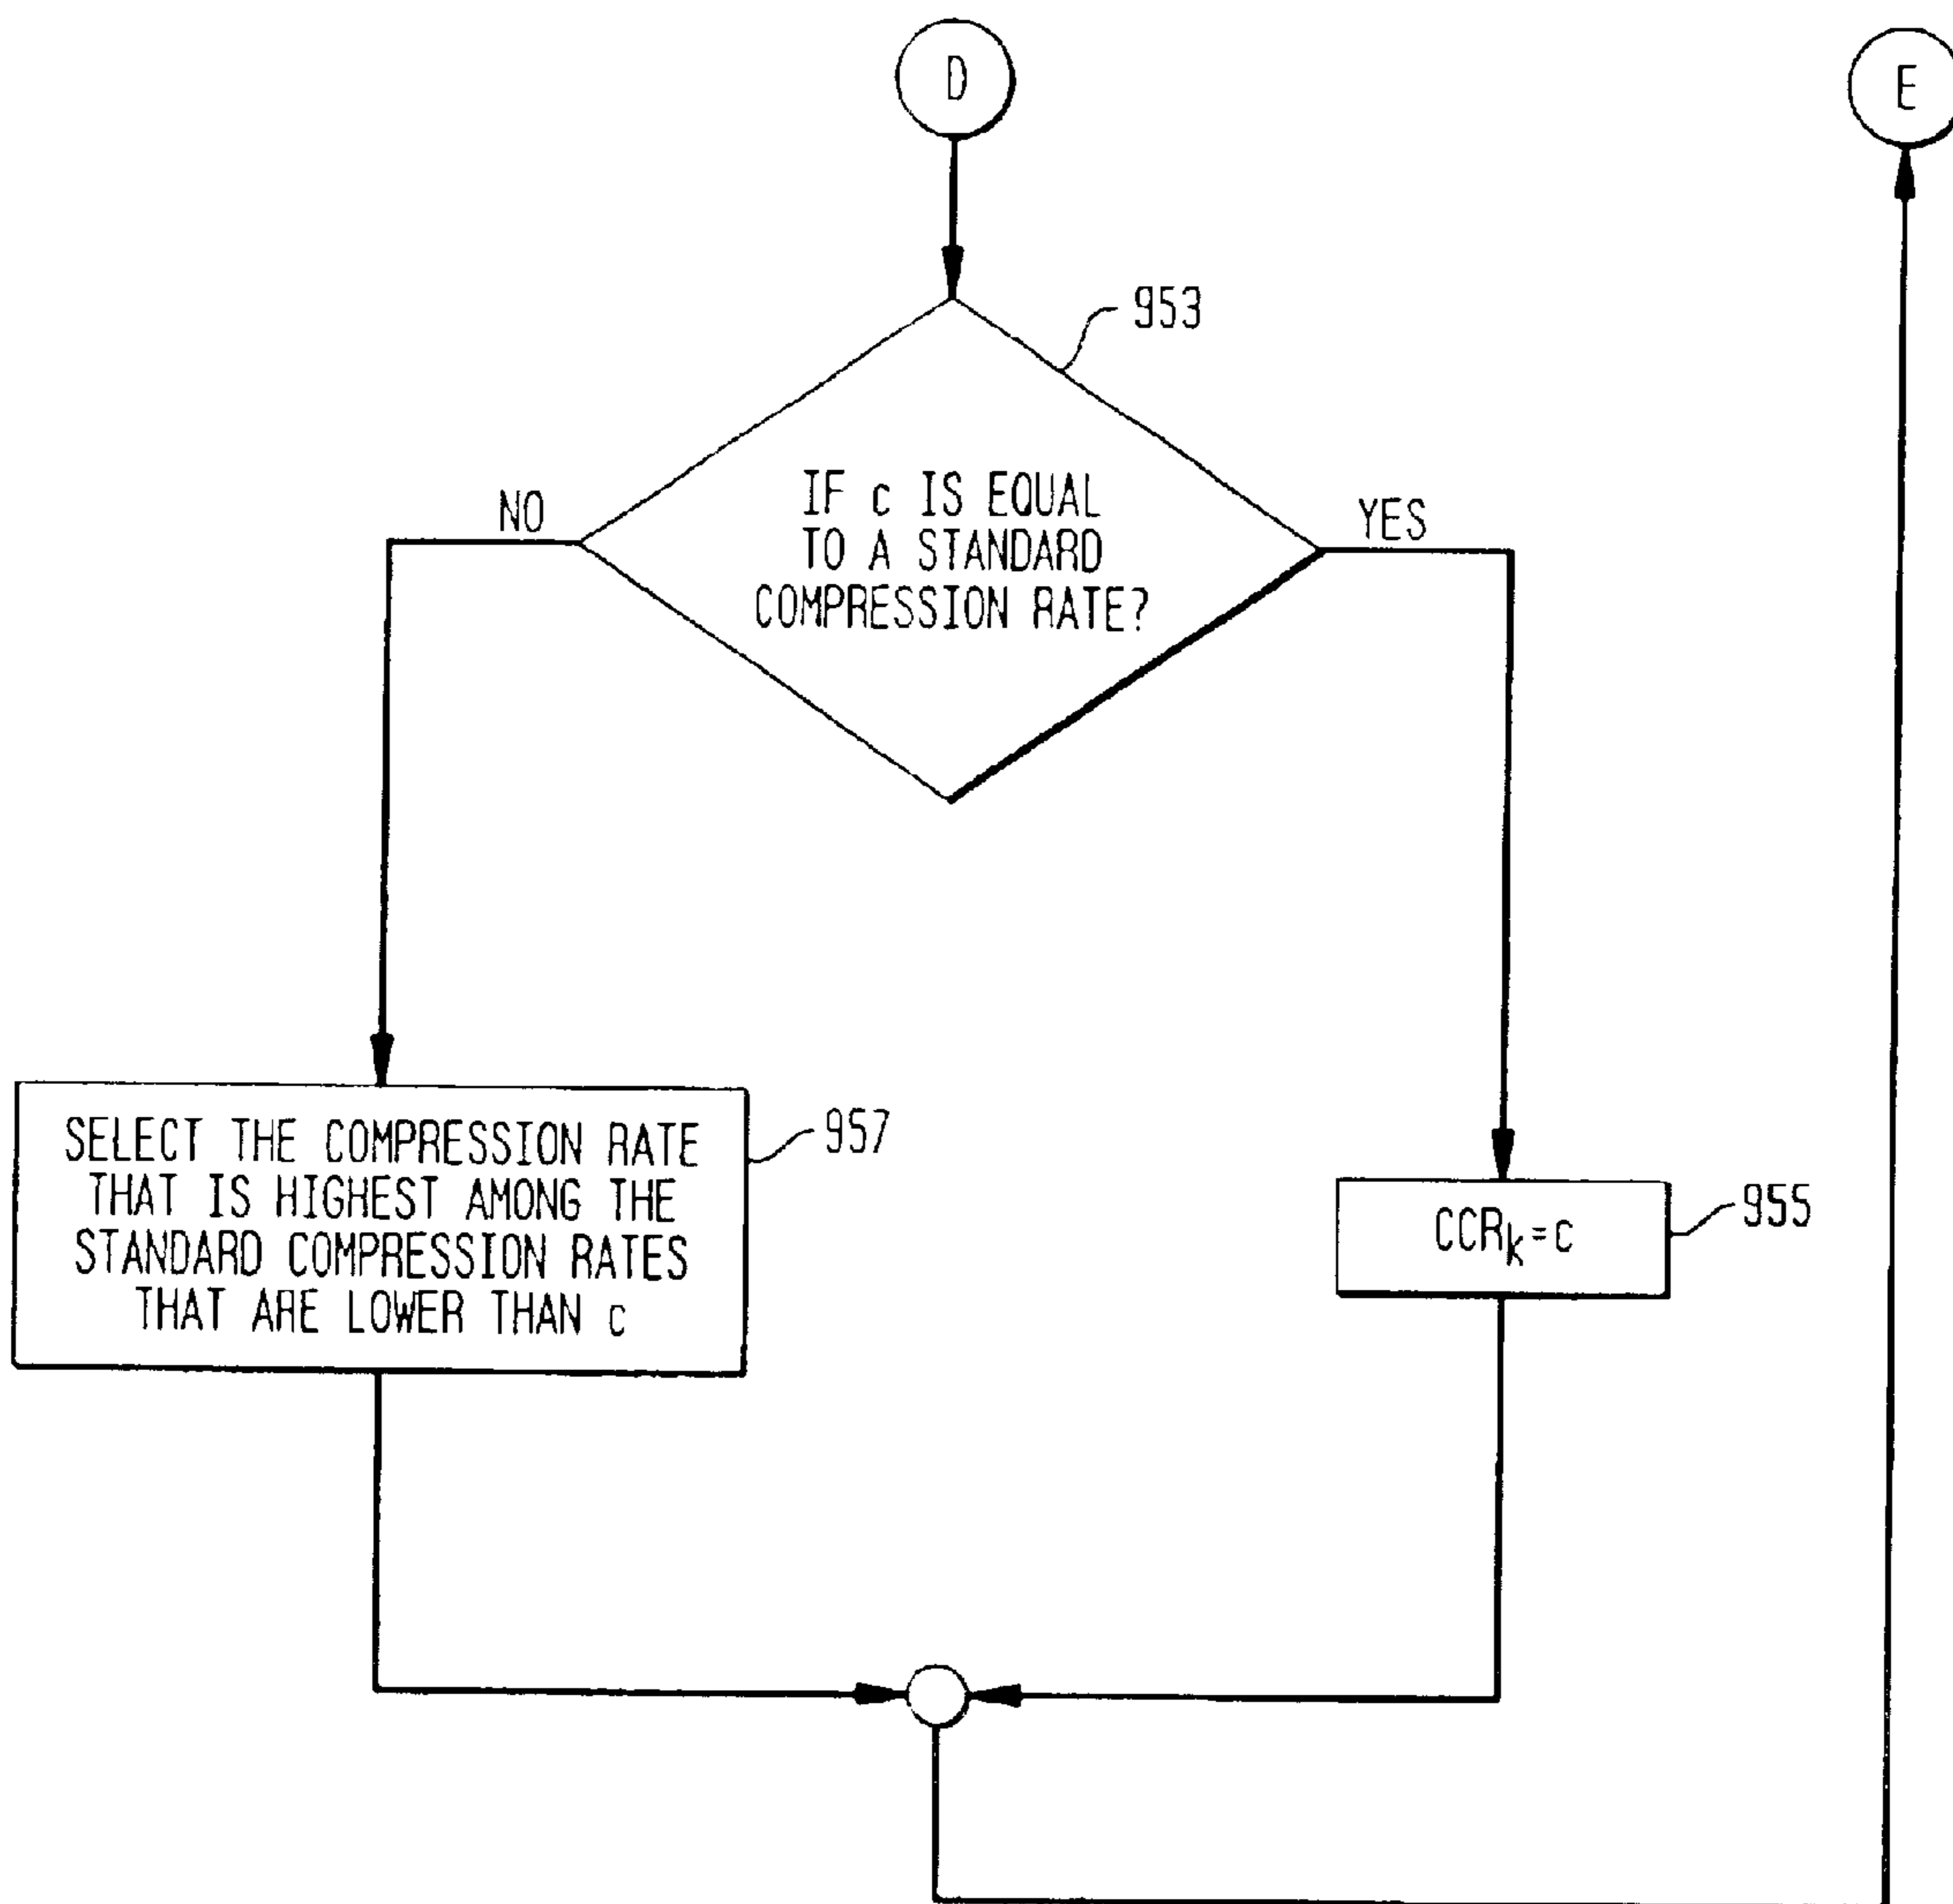 D
E
953
IF c IS EQUAL
TO A STANDARD
COMPRESSION RATE?
NO
YES
SELECT THE COMPRESSION RATE
THAT IS HIGHEST AMONG THE
STANDARD COMPRESSION RATES
THAT ARE LOWER THAN c
957
CCRk=c
955